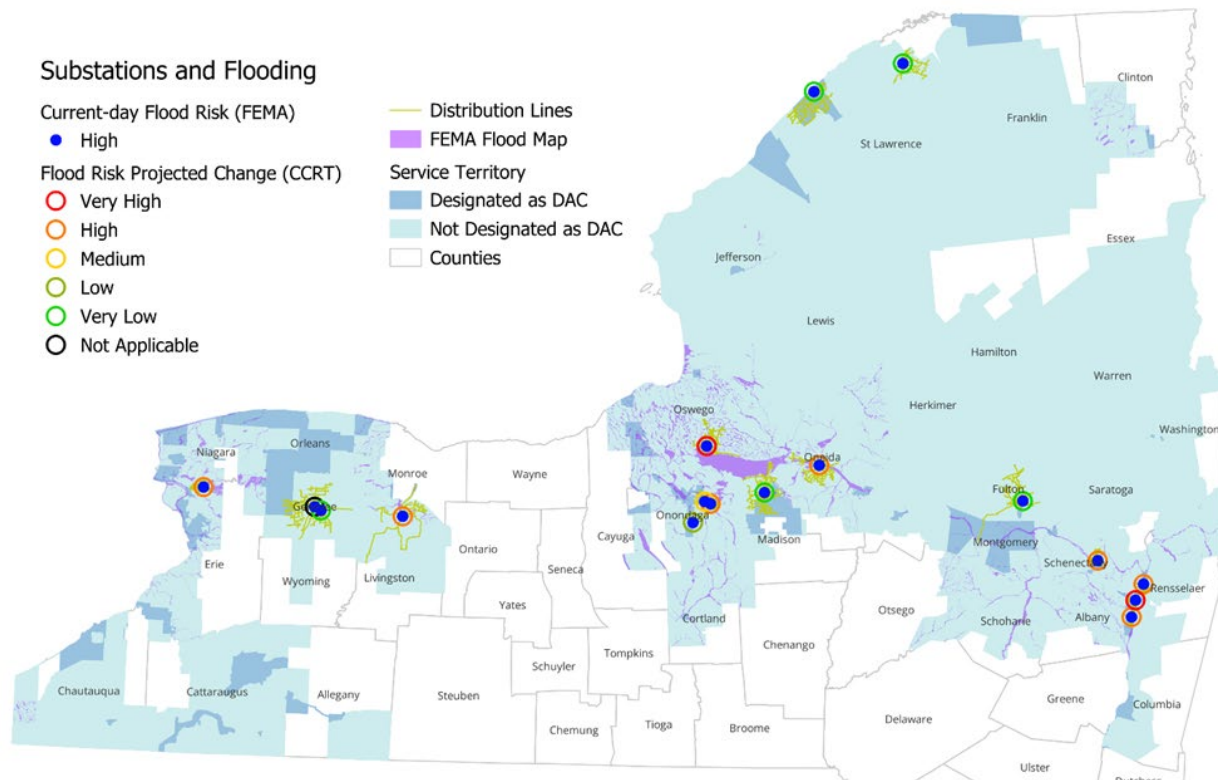 Substations and Flooding
Current-day Flood Risk (FEMA)
High
Flood Risk Projected Change (CCRT)
Very High
High
Medium
Low
Very Low
Not Applicable
Distribution Lines
FEMA Flood Map
Service Territory
Designated as DAC
Not Designated as DAC
Counties
Clinton
Franklin
St Lawrence
Essex
Jefferson
Lewis
Hamilton
Warren
Herkimer
Oswego
Washington
Orleans
Niagara
Monroe
Wayne
Oneida
Fulton
Saratoga
Onondaga
Cayuga
Madison
Montgomery
Erie
Ontario
Seneca
Schenectady
Wyoming
Livingston
Rensselaer
Yates
Otsego
Cortland
Schoharie
Albany
Chenango
Tompkins
Schuyler
Chautauqua
Cattaraugus
Allegany
Steuben
Greene
Columbia
Delaware
Chemung
Tioga
Broome
Ulster